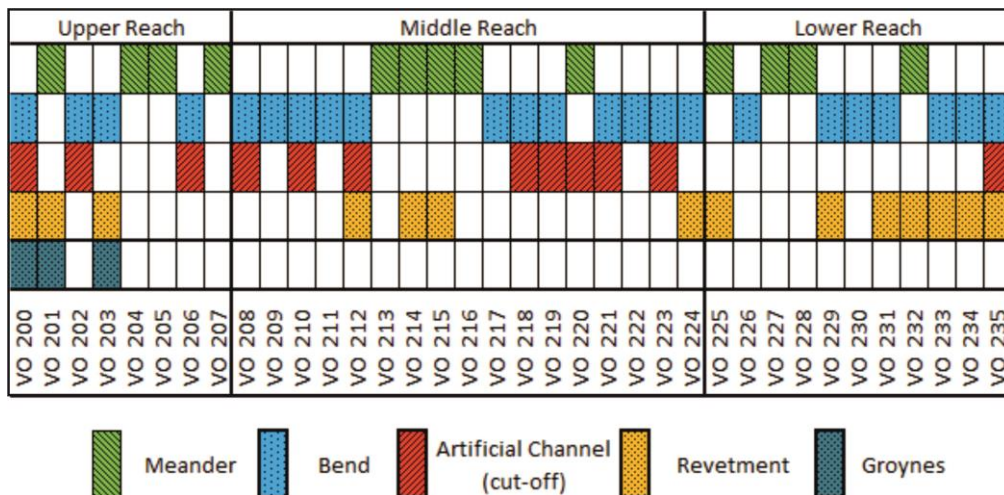 Upper Reach Middle Reach Lower Reach
VO 200 VO 201 VO 202 VO 203 VO 204 VO 205 VO 206 VO 207 VO 208 VO 209 VO 210 VO 211 VO 212 VO 213 VO 214 VO 215 VO 216 VO 217 VO 218 VO 219 VO 220 VO 221 VO 222 VO 223 VO 224 VO 225 VO 226 VO 227 VO 228 VO 229 VO 230 VO 231 VO 232 VO 233 VO 234 VO 235
Meander Bend Artificial Channel (cut-off) Revetment Groynes